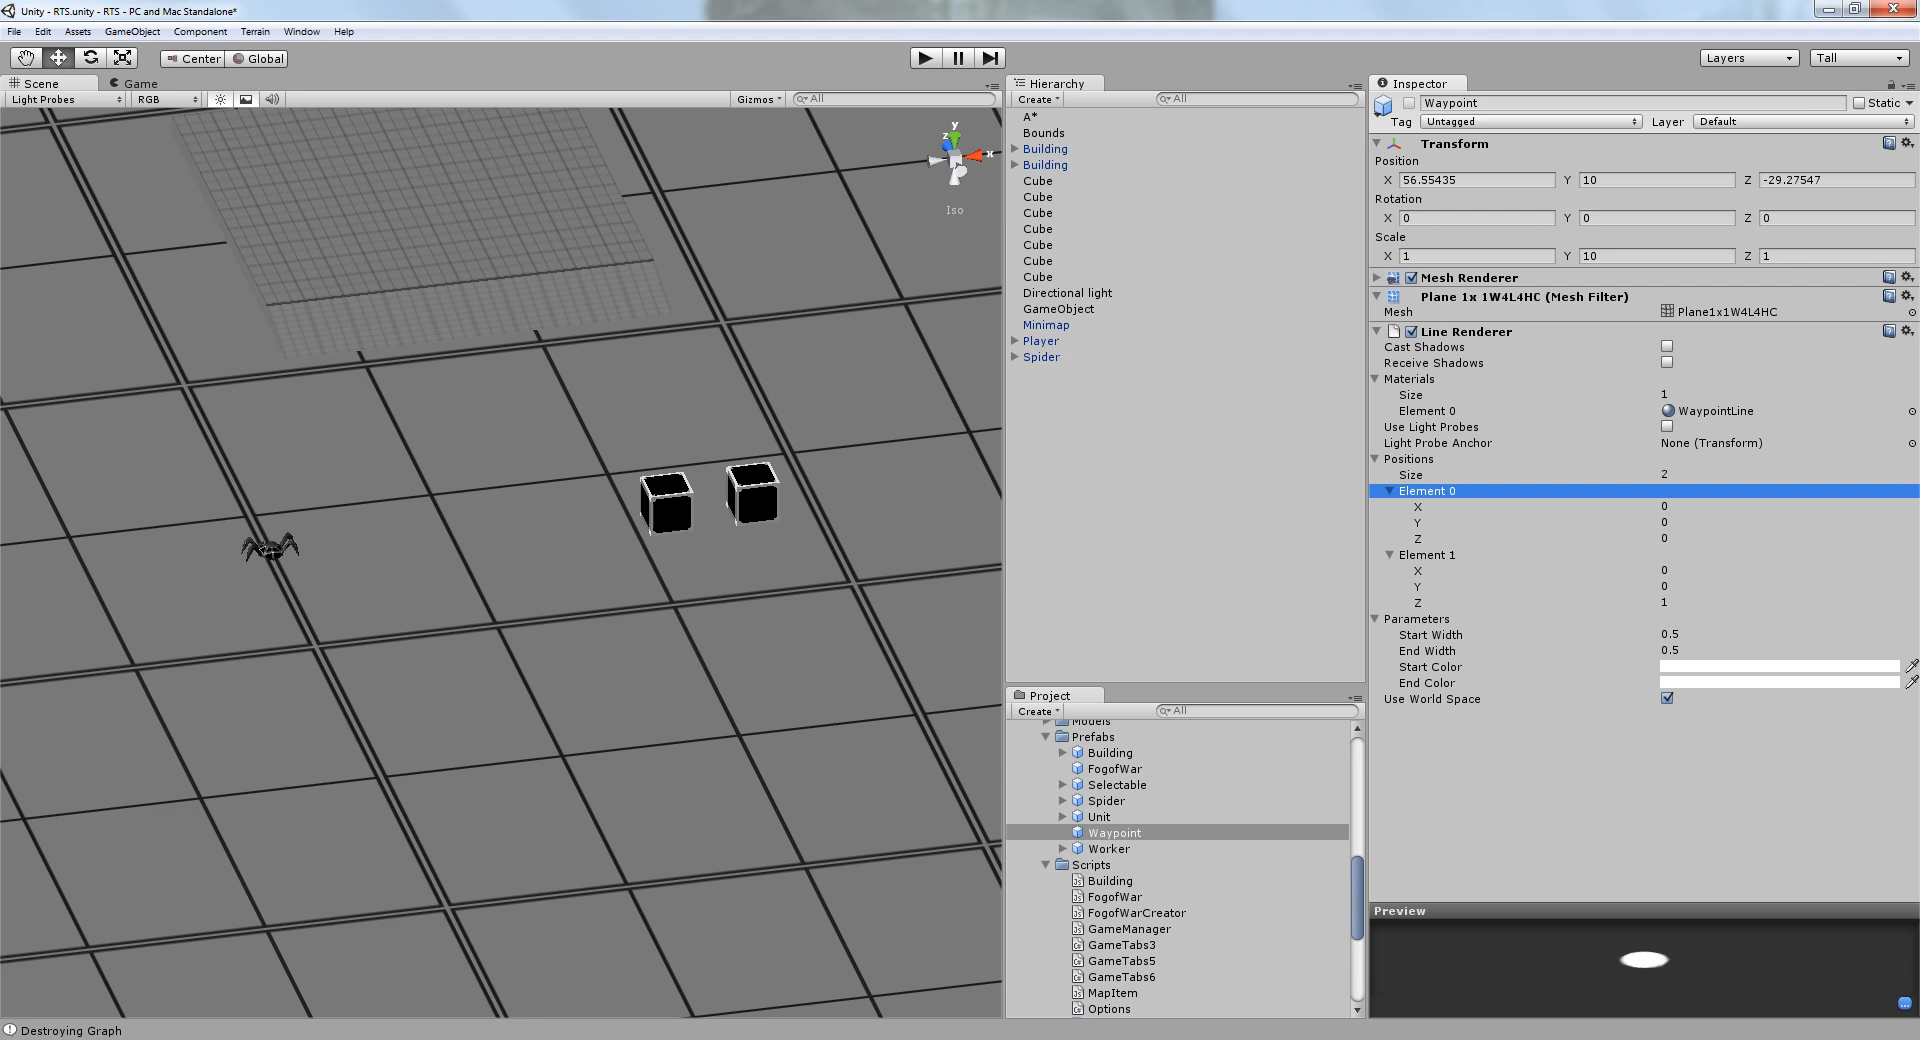 Unity - RTS.unity - RTS - PC and Mac Standalone*
File Edit Assets GameObject Component Terrain Window Help
Center Global Layers Tall
Scene Game
Light Probes RGB Gizmos All
y
z x
Iso
Hierarchy
Create All
A*
Bounds
Building
Building
Cube
Cube
Cube
Cube
Cube
Cube
Cube
Directional light
GameObject
Minimap
Player
Spider
Project
Create All
Models
Prefabs
Building
FogofWar
Selectable
Spider
Unit
Waypoint
Worker
Scripts
Building
FogofWar
FogofWarCreator
GameManager
GameTabs3
GameTabs5
GameTabs6
MapItem
Options
Inspector
Waypoint Static
Tag Untagged Layer Default
Transform
Position
X 56.55435 Y 10 Z -29.27547
Rotation
X 0 Y 0 Z 0
Scale
X 1 Y 10 Z 1
Mesh Renderer
Plane 1x 1W4L4HC (Mesh Filter)
Mesh Plane1x1W4L4HC
Line Renderer
Cast Shadows
Receive Shadows
Materials
Size 1
Element 0 WaypointLine
Use Light Probes
Light Probe Anchor None (Transform)
Positions
Size 2
Element 0
X 0
Y 0
Z 0
Element 1
X 0
Y 0
Z 1
Parameters
Start Width 0.5
End Width 0.5
Start Color
End Color
Use World Space
Preview
Destroying Graph